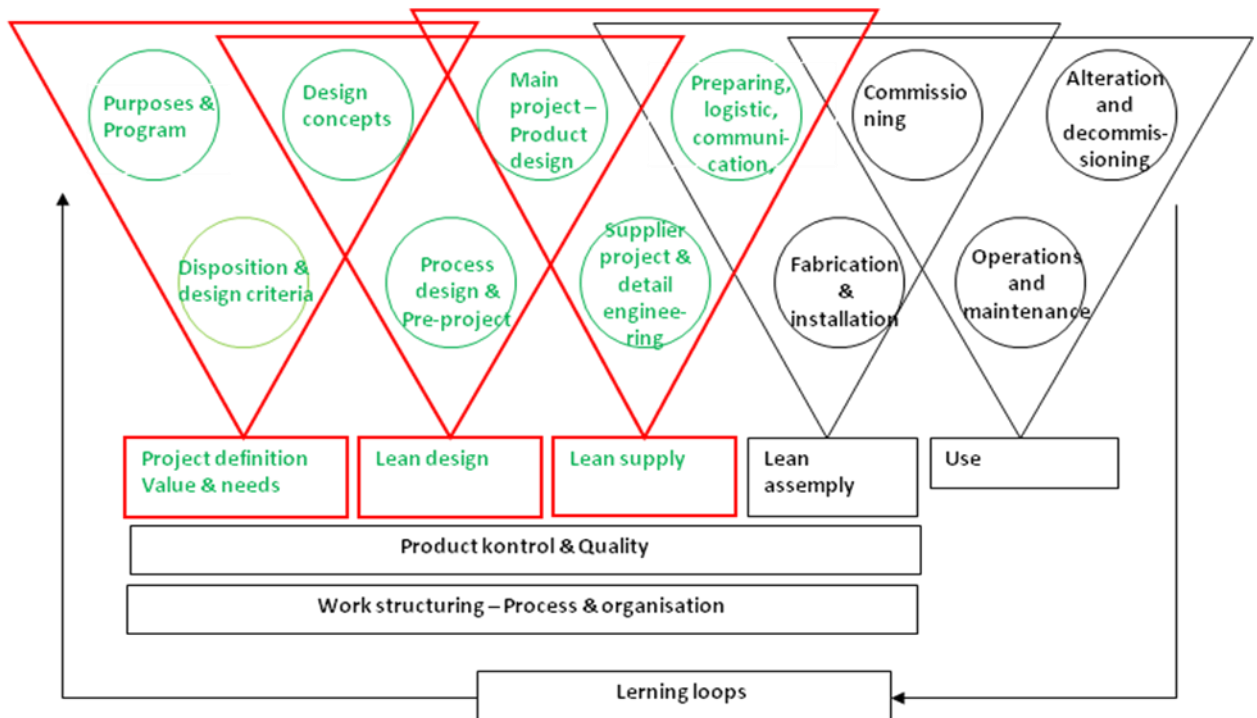 Purposes &
Program
Design
concepts
Main
project –
Product
design
Preparing,
logistic,
communi-
cation,
Commissio
ning
Alteration
and
decommis-
sioning
Disposition &
design criteria
Process
design &
Pre-project
Supplier
project &
detail
enginee-
ring
Fabrication
&
installation
Operations
and
maintenance
Project definition
Value & needs
Lean design
Lean supply
Lean
assemply
Use
Product kontrol & Quality
Work structuring – Process & organisation
Lerning loops